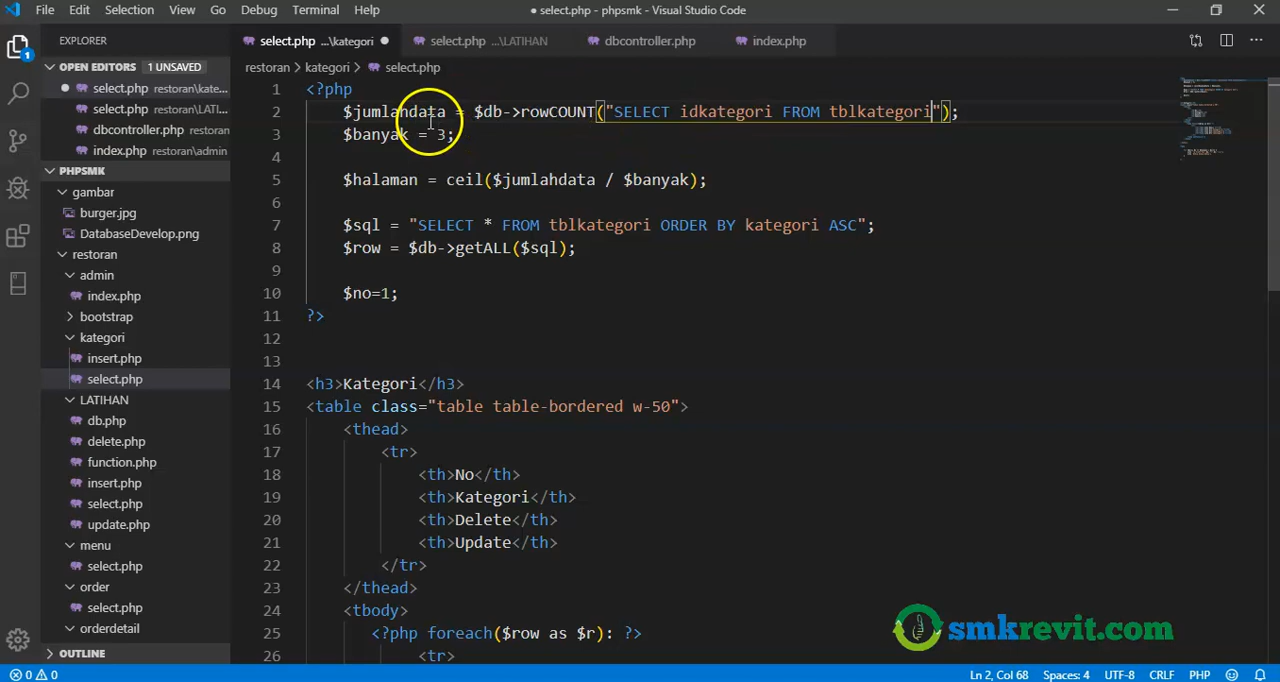 File Edit Selection View Go Debug Terminal Help
● select.php - phpsmk - Visual Studio Code
EXPLORER
OPEN EDITORS 1 UNSAVED
select.php restoran\kate...
select.php restoran\LATI...
dbcontroller.php restoran
index.php restoran\admin
PHPSMK
gambar
burger.jpg
DatabaseDevelop.png
restoran
admin
index.php
bootstrap
kategori
insert.php
select.php
LATIHAN
db.php
delete.php
function.php
insert.php
select.php
update.php
menu
select.php
order
select.php
orderdetail
OUTLINE
select.php ...\kategori ● select.php ...\LATIHAN dbcontroller.php index.php
restoran > kategori > select.php
1 <?php
2 $jumlahdata = $db->rowCOUNT("SELECT idkategori FROM tblkategori");
3 $banyak = 3;
4
5 $halaman = ceil($jumlahdata / $banyak);
6
7 $sql = "SELECT * FROM tblkategori ORDER BY kategori ASC";
8 $row = $db->getALL($sql);
9
10 $no=1;
11 ?>
12
13
14 <h3>Kategori</h3>
15 <table class="table table-bordered w-50">
16 <thead>
17 <tr>
18 <th>No</th>
19 <th>Kategori</th>
20 <th>Delete</th>
21 <th>Update</th>
22 </tr>
23 </thead>
24 <tbody>
25 <?php foreach($row as $r): ?>
26 <tr>
smkrevit.com
1
0 0 Ln 2, Col 68 Spaces: 4 UTF-8 CRLF PHP